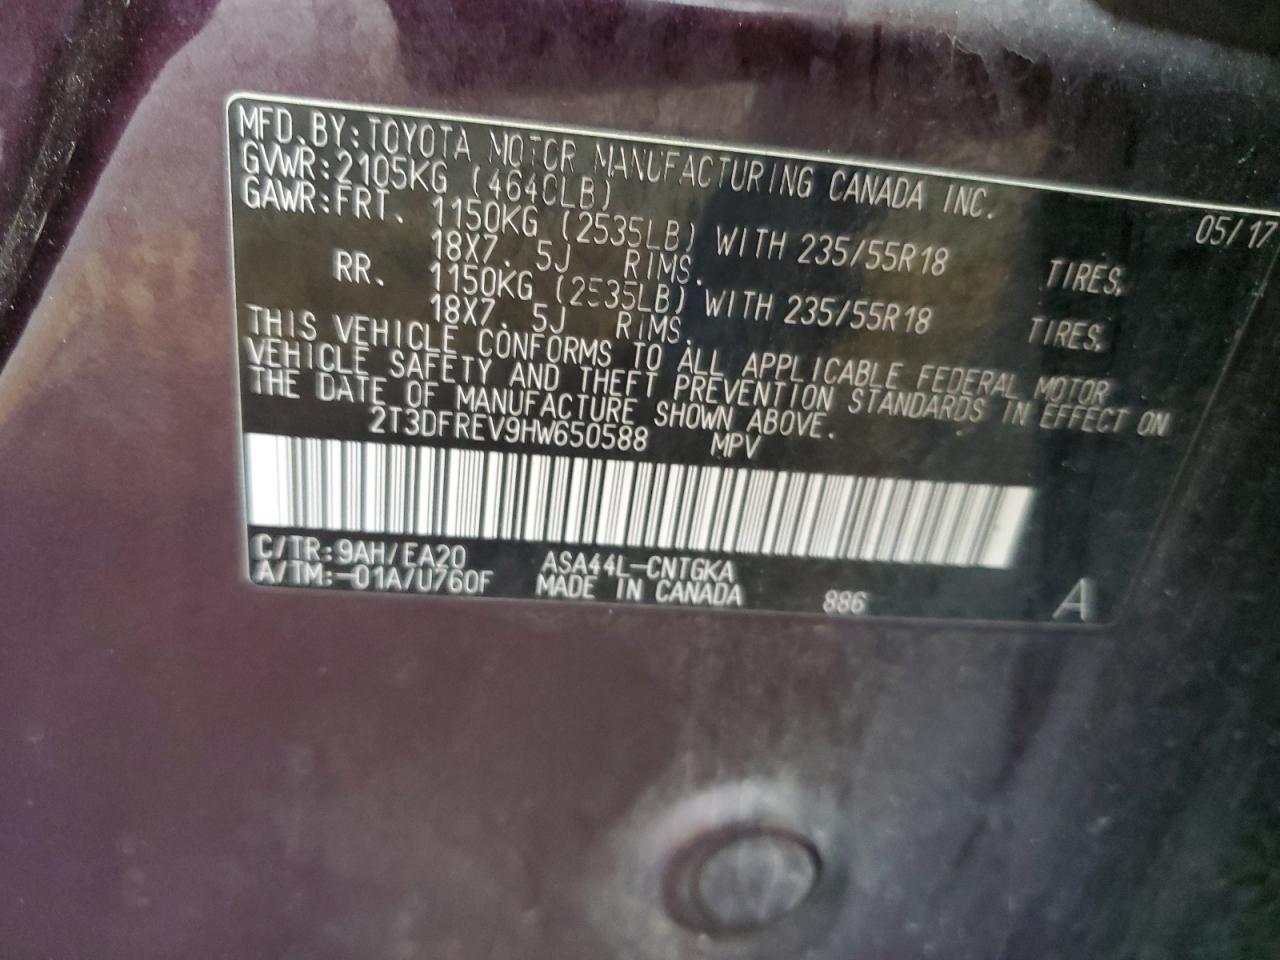 MFD. BY: TOYOTA MOTOR MANUFACTURING CANADA INC.
GVWR: 2105KG (4640LB) 05/17
GAWR: FRT. 1150KG (2535LB) WITH 235/55R18 TIRES,
18X7. 5J RIMS.
RR. 1150KG (2535LB) WITH 235/55R18 TIRES,
18X7. 5J RIMS.
THIS VEHICLE CONFORMS TO ALL APPLICABLE FEDERAL MOTOR
VEHICLE SAFETY AND THEFT PREVENTION STANDARDS IN EFFECT ON
THE DATE OF MANUFACTURE SHOWN ABOVE.
2T3DFREV9HW650588 MPV
C/TR: 9AH/EA20 ASA44L-CNTGKA
A/TM: -01A/U760F MADE IN CANADA 886 A